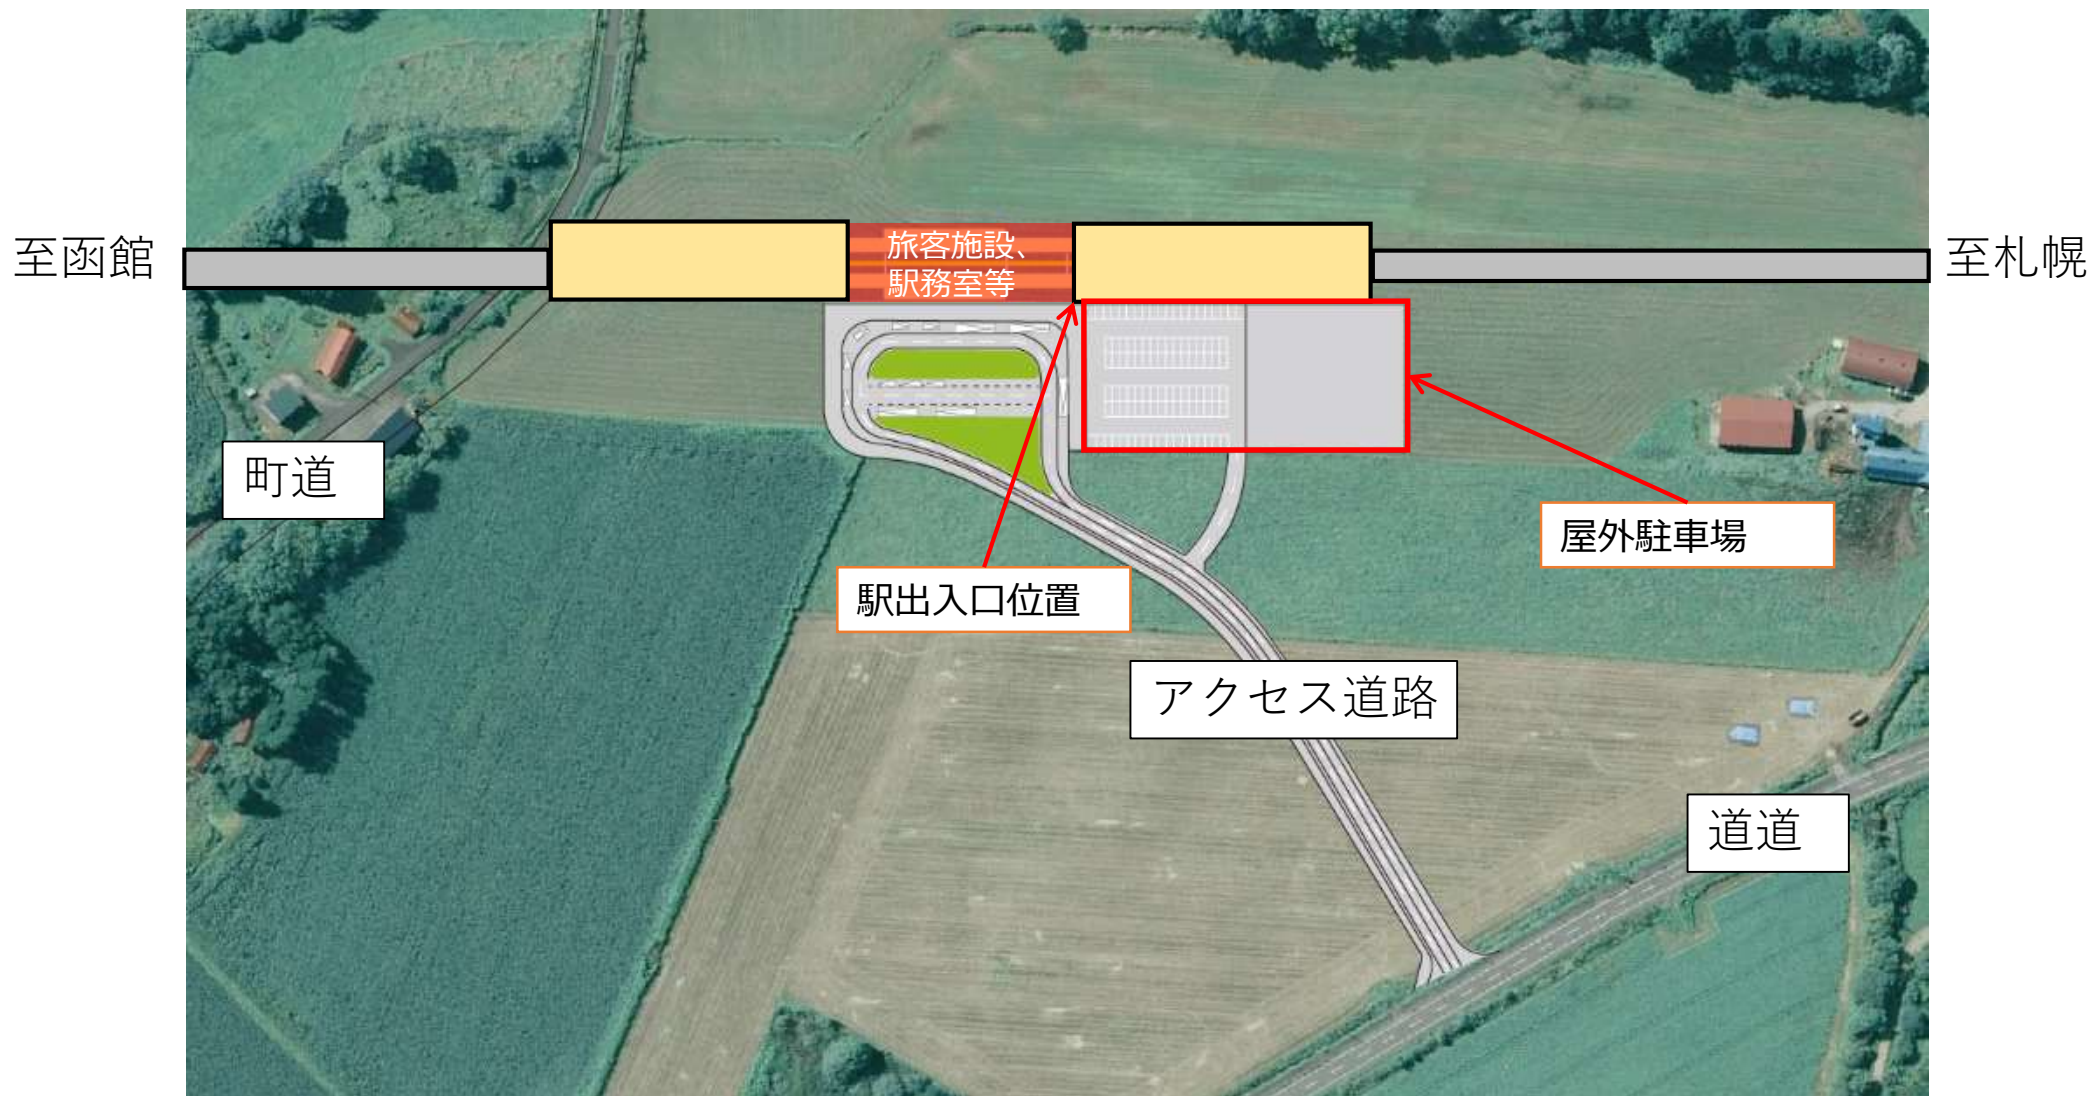 旅客施設、
駅務室等
至函館
至札幌
町道
屋外駐車場
駅出入口位置
アクセス道路
道道